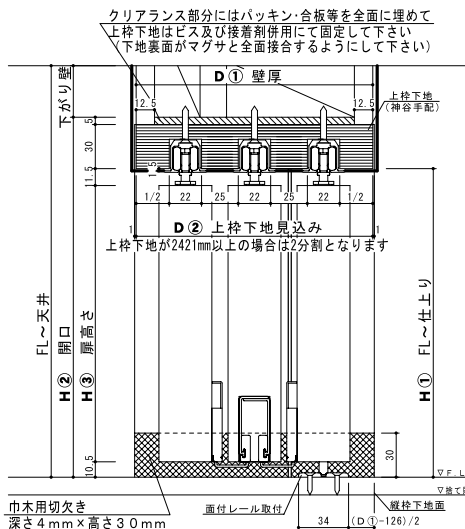 クリアランス部分にはパッキン・合板等を全面に埋めて
上枠下地はビス及び接着剤併用にて固定して下さい
(下地裏面がマグサと全面接合するようにして下さい)
D① 壁厚
12.5
12.5
上枠下地
(神谷手配)
下がり壁
5
30
1.5
15
1/2
22
25
22
25
22
1/2
1
D② 上枠下地見込み
1
上枠下地が2421mm以上の場合は2分割となります
FL～天井
H② 開口
H③ 扉高さ
H① FL～仕上り
10.5
30
▽F.L
▽捨て
巾木用切欠き
深さ4mm×高さ30mm
面付レール取付
34
(D①-126)/2
縦枠下地面